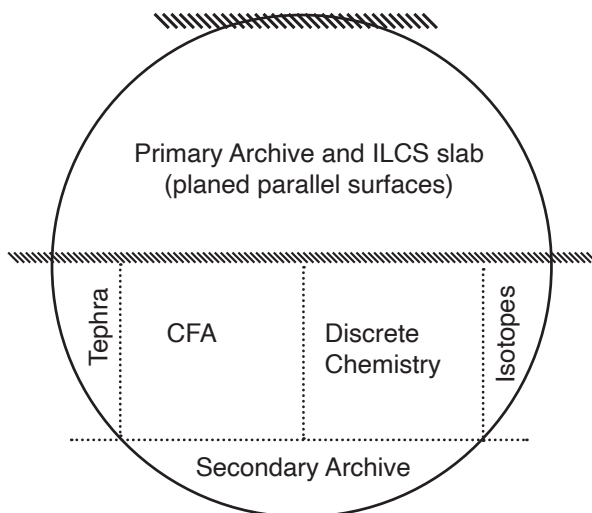 Primary Archive and ILCS slab
(planed parallel surfaces)
Tephra
CFA
Discrete
Chemistry
Isotopes
Secondary Archive